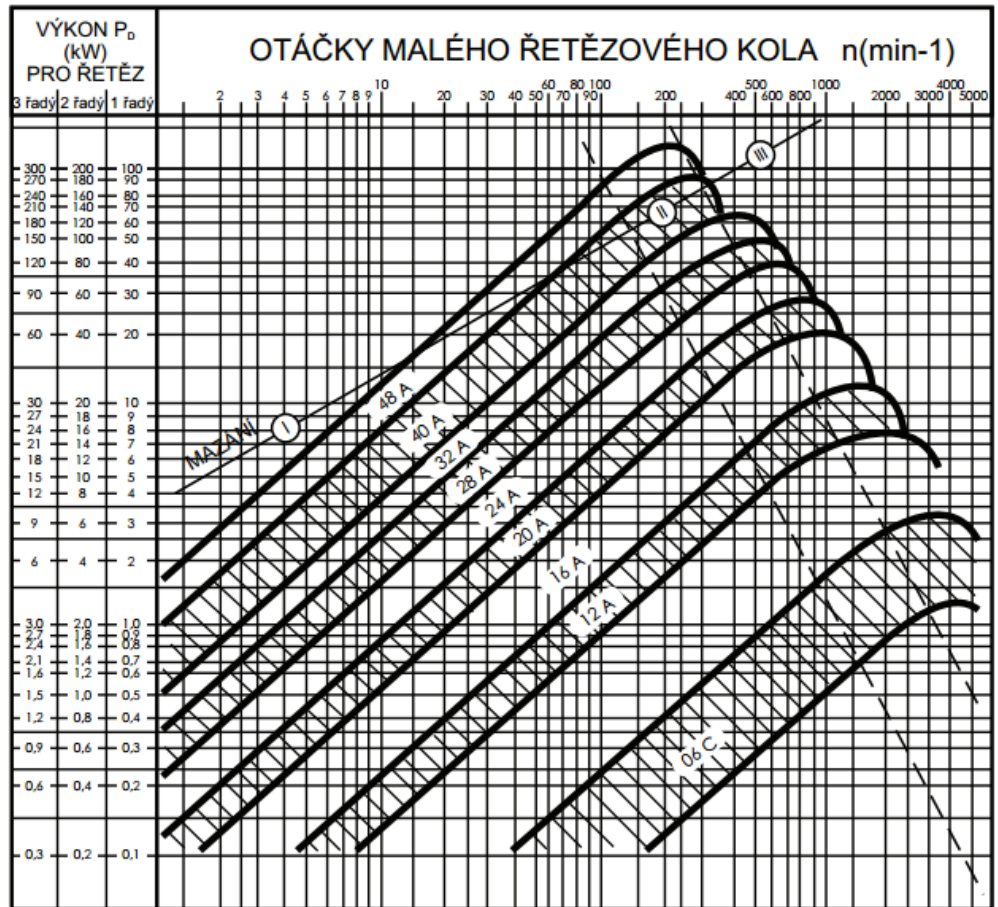 VÝKON P_D
(kW)
PRO ŘETĚZ
3 řadý 2 řadý 1 řadý
OTÁČKY MALÉHO ŘETĚZOVÉHO KOLA n(min-1)
2 3 4 5 6 7 8 9 10 20 30 40 50 60 70 80 90 100 200 400 500 600 800 1000 2000 3000 4000 5000
300 200 100
270 180 90
240 160 80
210 140 70
180 120 60
150 100 50
120 80 40
90 60 30
60 40 20
30 20 10
27 18 9
24 16 8
21 14 7
18 12 6
15 10 5
12 8 4
9 6 3
6 4 2
3,0 2,0 1,0
2,7 1,8 0,9
2,4 1,6 0,8
2,1 1,4 0,7
1,6 1,2 0,6
1,5 1,0 0,5
1,2 0,8 0,4
0,9 0,6 0,3
0,6 0,4 0,2
0,3 0,2 0,1
MAZÁNÍ
I
II
III
48 A
40 A
32 A
28 A
24 A
20 A
16 A
12 A
06 C